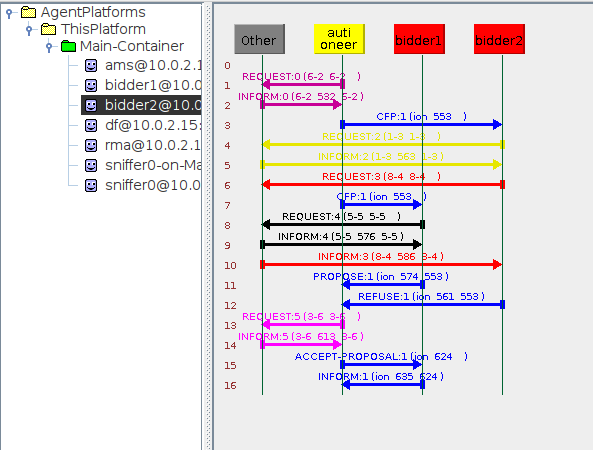 AgentPlatforms
ThisPlatform
Main-Container
ams@10.0.2.1
bidder1@10.0
bidder2@10.0
df@10.0.2.15:
rma@10.0.2.1
sniffer0-on-Ma
sniffer0@10.0
Other
aucti
oneer
bidder1
bidder2
0
1 REQUEST:0 (6-2 6-2 )
2 INFORM:0 (6-2 532 6-2)
3 CFP:1 (ion 553 )
4 REQUEST:2 (1-3 1-3 )
5 INFORM:2 (1-3 563 1-3)
6 REQUEST:3 (8-4 8-4 )
7 CFP:1 (ion 553 )
8 REQUEST:4 (5-5 5-5 )
9 INFORM:4 (5-5 576 5-5)
10 INFORM:3 (8-4 586 8-4)
11 PROPOSE:1 (ion 574 553)
12 REFUSE:1 (ion 561 553)
13 REQUEST:5 (3-6 3-6 )
14 INFORM:5 (3-6 613 3-6)
15 ACCEPT-PROPOSAL:1 (ion 624 )
16 INFORM:1 (ion 635 624)